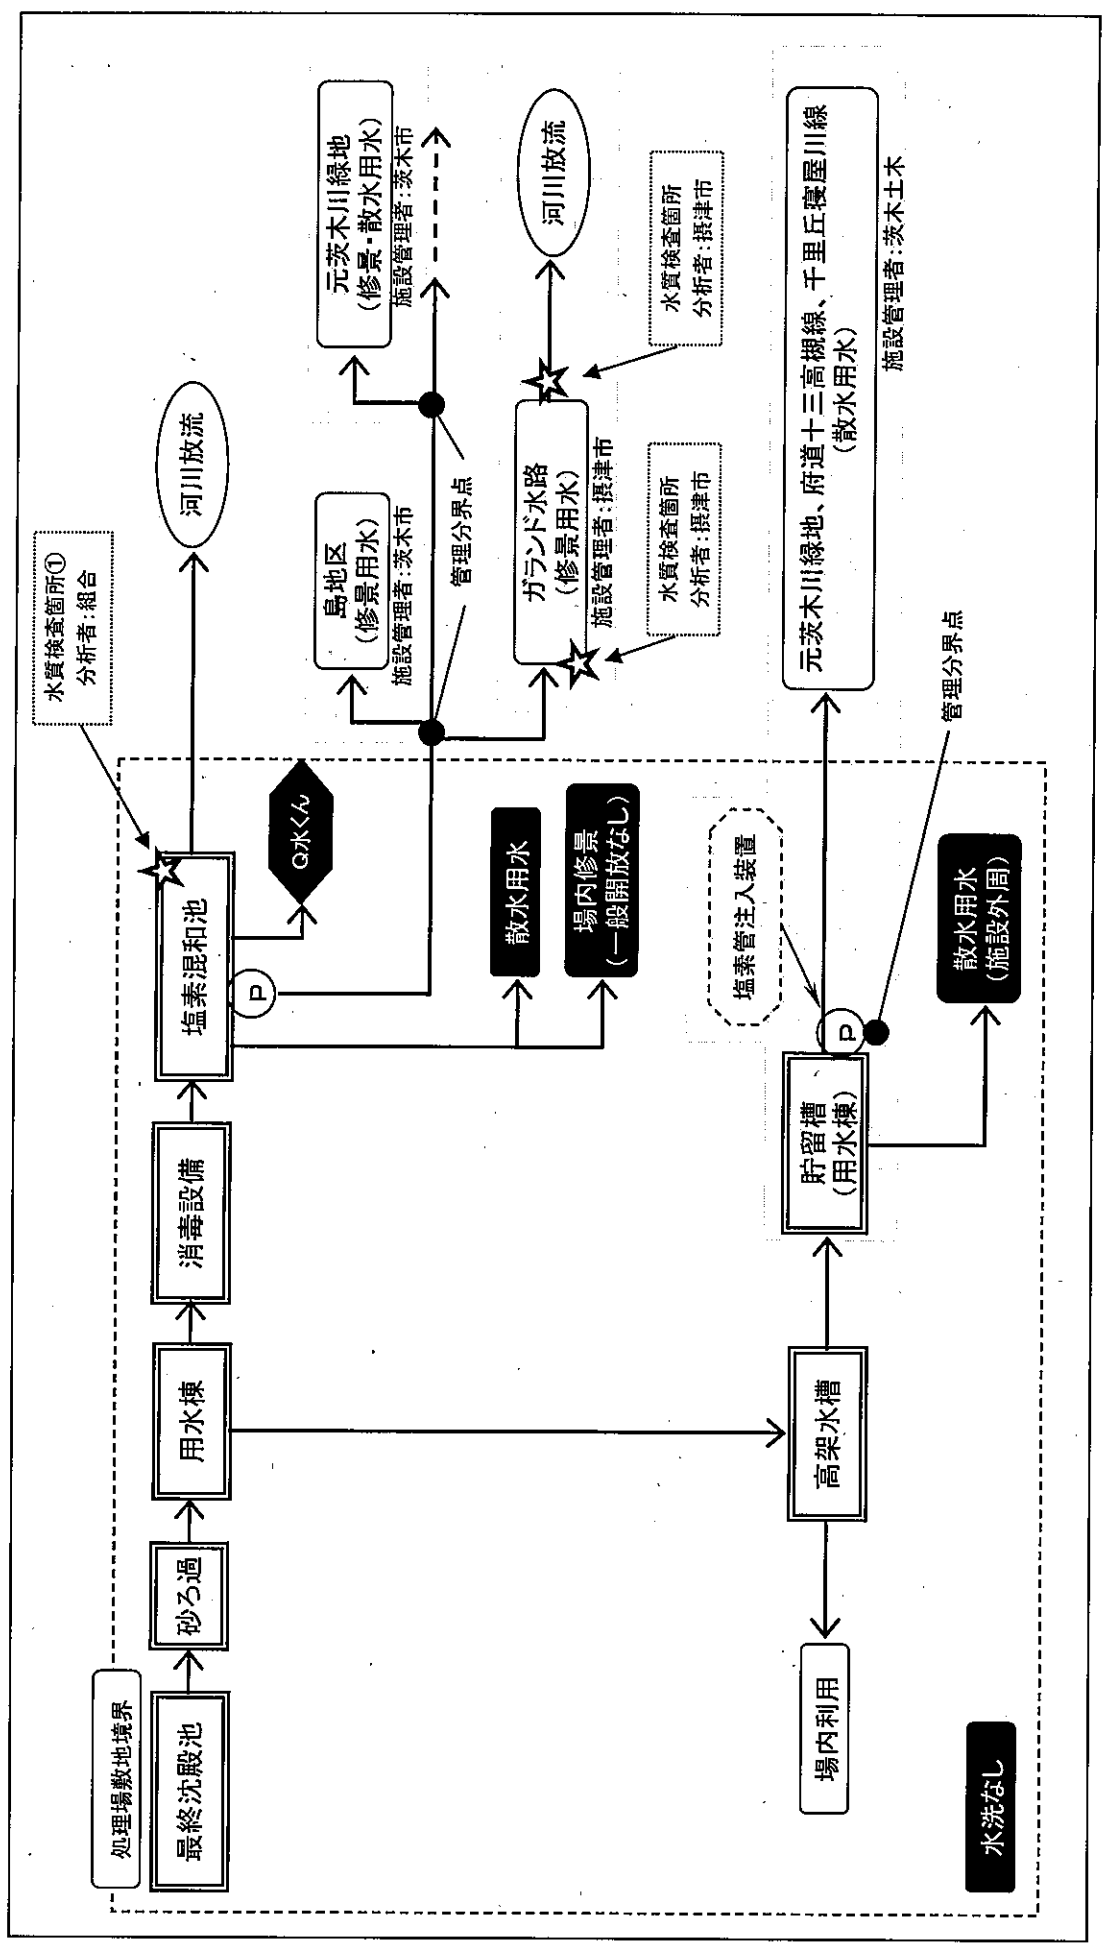 処理場敷地境界
最終沈殿池
砂ろ過
用水棟
消毒設備
塩素混和池
P
水質検査箇所①
分析者:組合
河川放流
Q水くん
散水用水
場内修景
(一般開放なし)
島地区
(修景用水)
施設管理者:茨木市
元茨木川緑地
(修景・散水用水)
施設管理者:茨木市
管理分界点
ガランド水路
(修景用水)
施設管理者:摂津市
水質検査箇所
分析者:摂津市
水質検査箇所
分析者:摂津市
河川放流
場内利用
高架水槽
貯留槽
(用水棟)
P
塩素管注入装置
元茨木川緑地、府道十三高槻線、千里丘寝屋川線
(散水用水)
施設管理者:茨木土木
管理分界点
散水用水
(施設外周)
水洗なし